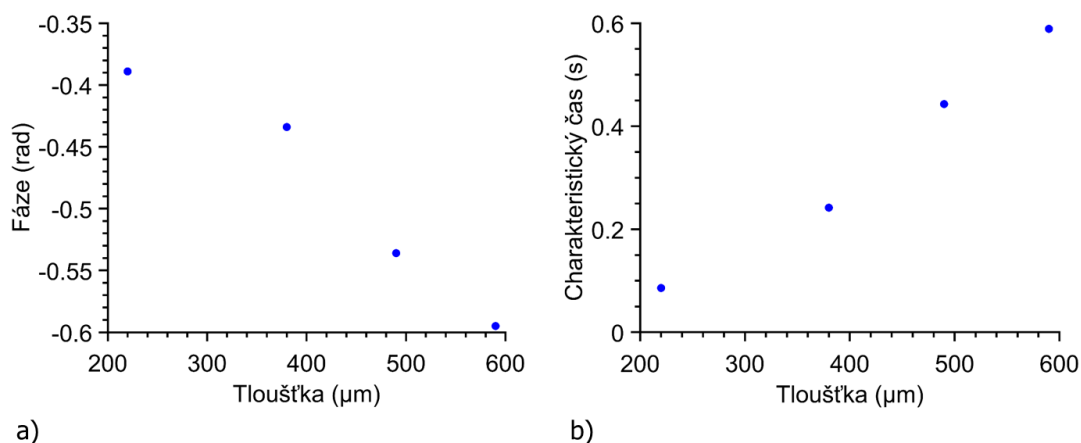 -0.35
-0.4
-0.45
-0.5
-0.55
-0.6
200 300 400 500 600
Fáze (rad)
Tloušťka (μm)
a)
0.6
0.4
0.2
0
200 300 400 500 600
Charakteristický čas (s)
Tloušťka (μm)
b)